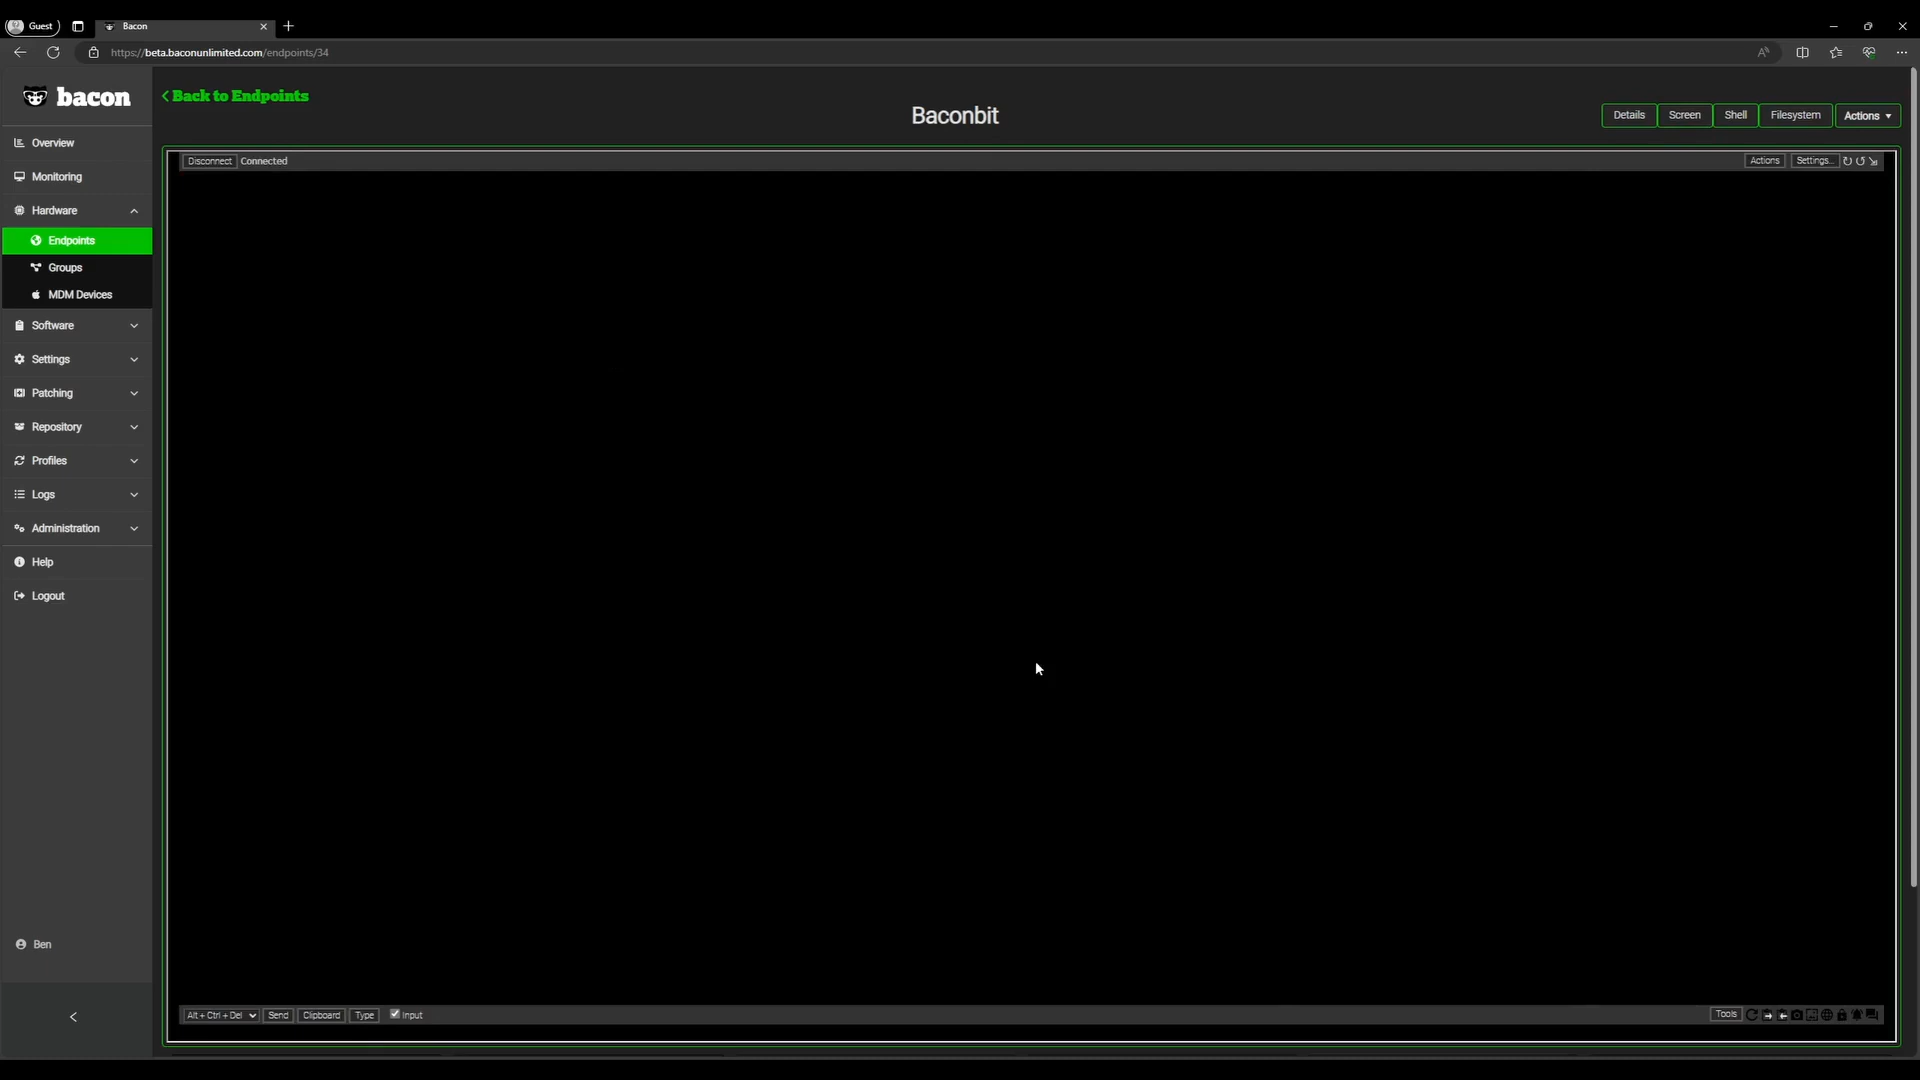 Guest
Bacon
https://beta.baconunlimited.com/endpoints/34
bacon
Back to Endpoints
Baconbit
Details
Screen
Shell
Filesystem
Actions
Overview
Monitoring
Hardware
Endpoints
Groups
MDM Devices
Software
Settings
Patching
Repository
Profiles
Logs
Administration
Help
Logout
Ben
Disconnect Connected
Actions
Settings...
Alt + Ctrl + Del
Send
Clipboard
Type
Input
Tools